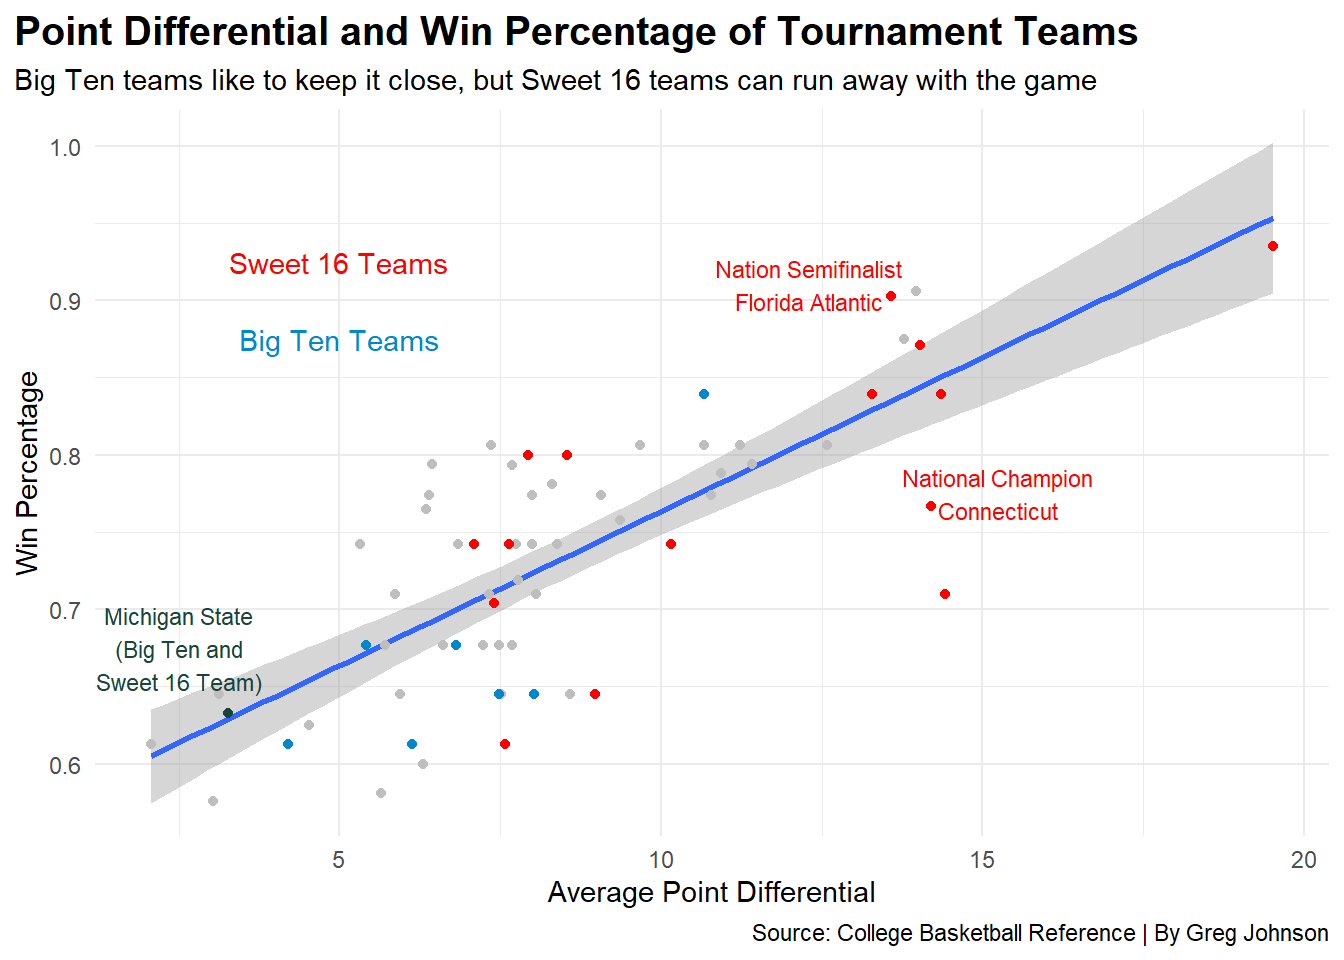 Point Differential and Win Percentage of Tournament Teams
Big Ten teams like to keep it close, but Sweet 16 teams can run away with the game
1.0
0.9
0.8
0.7
0.6
Win Percentage
Sweet 16 Teams
Big Ten Teams
Nation Semifinalist
Florida Atlantic
National Champion
Connecticut
Michigan State
(Big Ten and
Sweet 16 Team)
5
10
15
20
Average Point Differential
Source: College Basketball Reference | By Greg Johnson